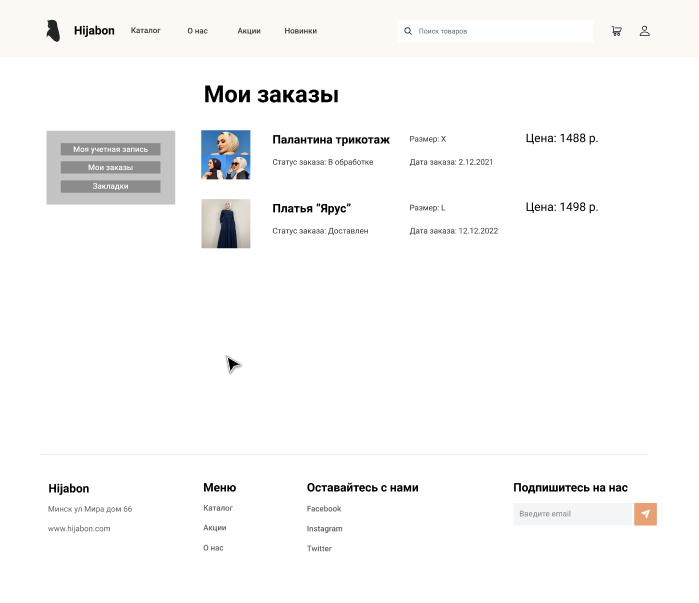 Hijabon
Каталог
О нас
Акции
Новинки
Поиск товаров
Мои заказы
Моя учетная запись
Мои заказы
Закладки
Палантина трикотаж
Размер: X
Цена: 1488 р.
Статус заказа: В обработке
Дата заказа: 2.12.2021
Платья “Ярус”
Размер: L
Цена: 1498 р.
Статус заказа: Доставлен
Дата заказа: 12.12.2022
Hijabon
Минск ул Мира дом 66
www.hijabon.com
Меню
Каталог
Акции
О нас
Оставайтесь с нами
Facebook
Instagram
Twitter
Подпишитесь на нас
Введите email